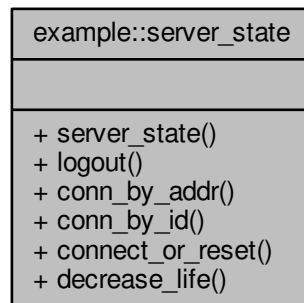 example::server_state
+ server_state()
+ logout()
+ conn_by_addr()
+ conn_by_id()
+ connect_or_reset()
+ decrease_life()